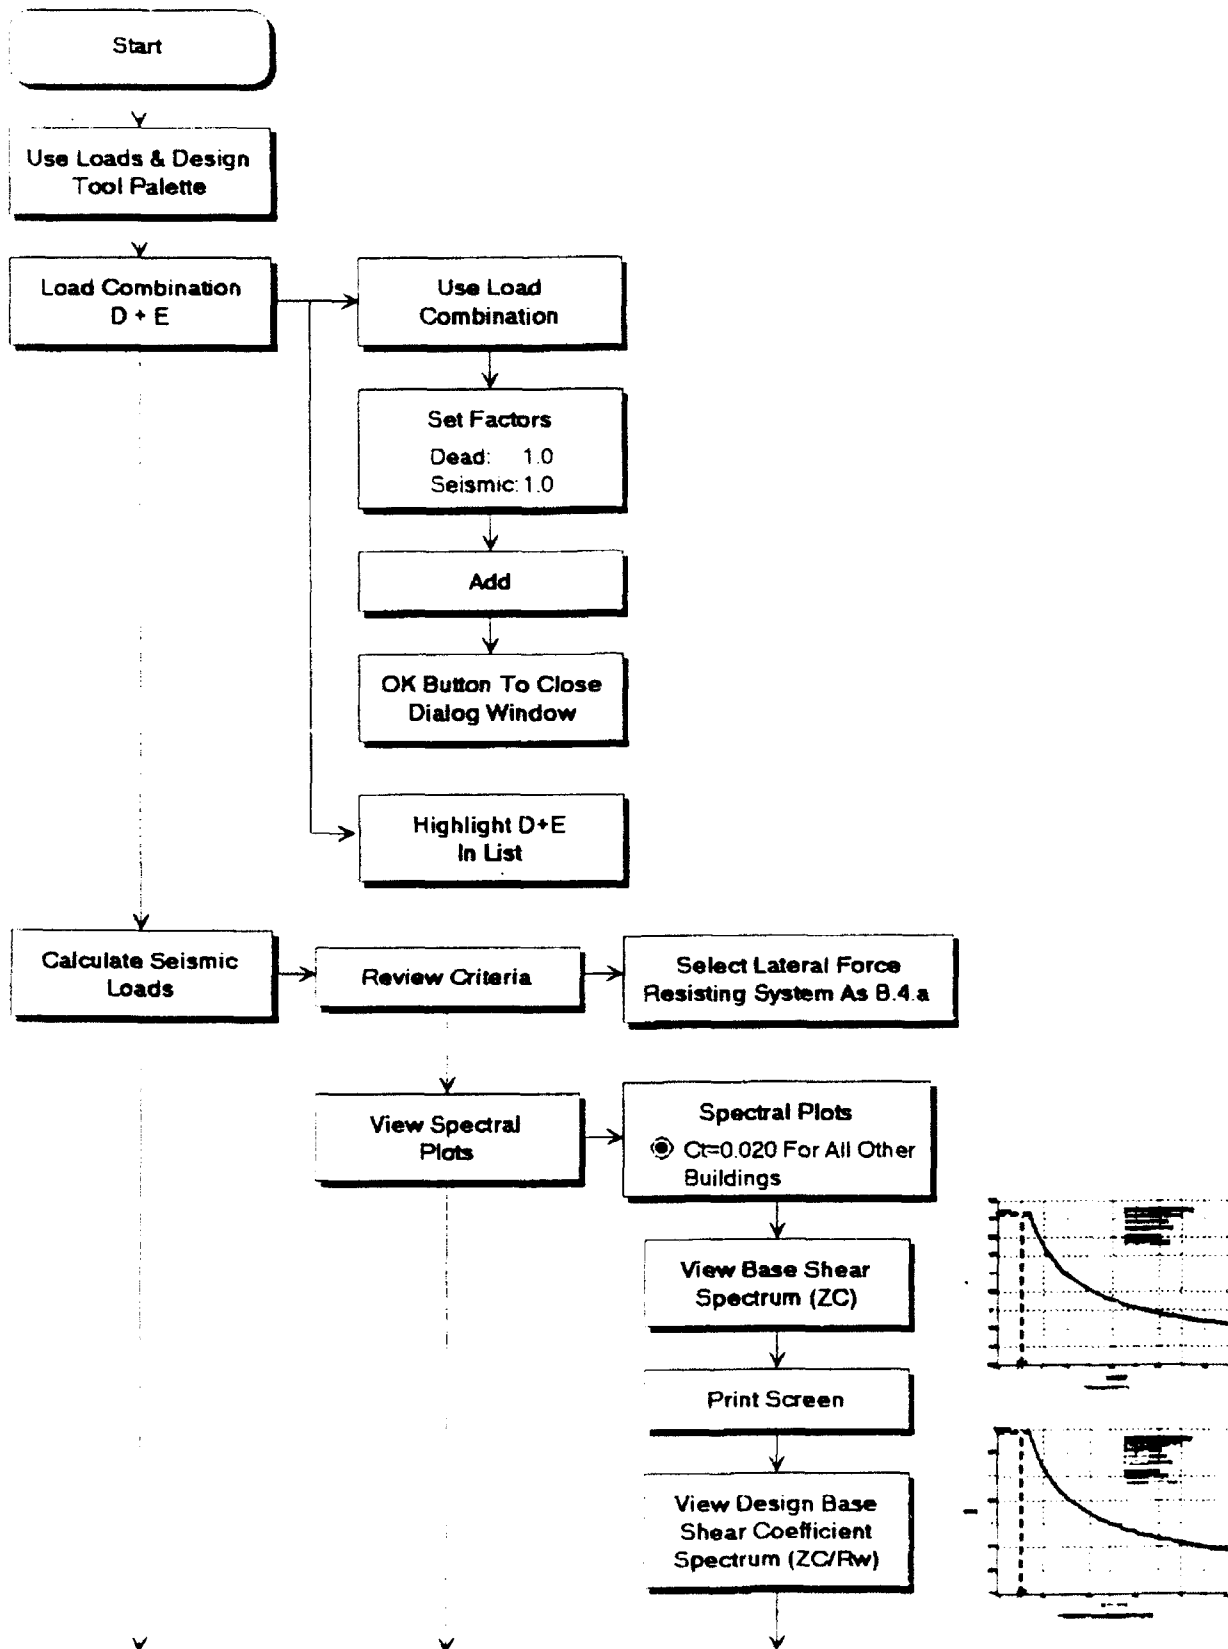 Start
Use Loads & Design
Tool Palette
Load Combination
D + E
Use Load
Combination
Set Factors
Dead: 1.0
Seismic: 1.0
Add
OK Button To Close
Dialog Window
Highlight D+E
In List
Calculate Seismic
Loads
Review Criteria
Select Lateral Force
Resisting System As B.4.a
View Spectral
Plots
Spectral Plots
Ct=0.020 For All Other
Buildings
View Base Shear
Spectrum (ZC)
Print Screen
View Design Base
Shear Coefficient
Spectrum (ZC/Rw)